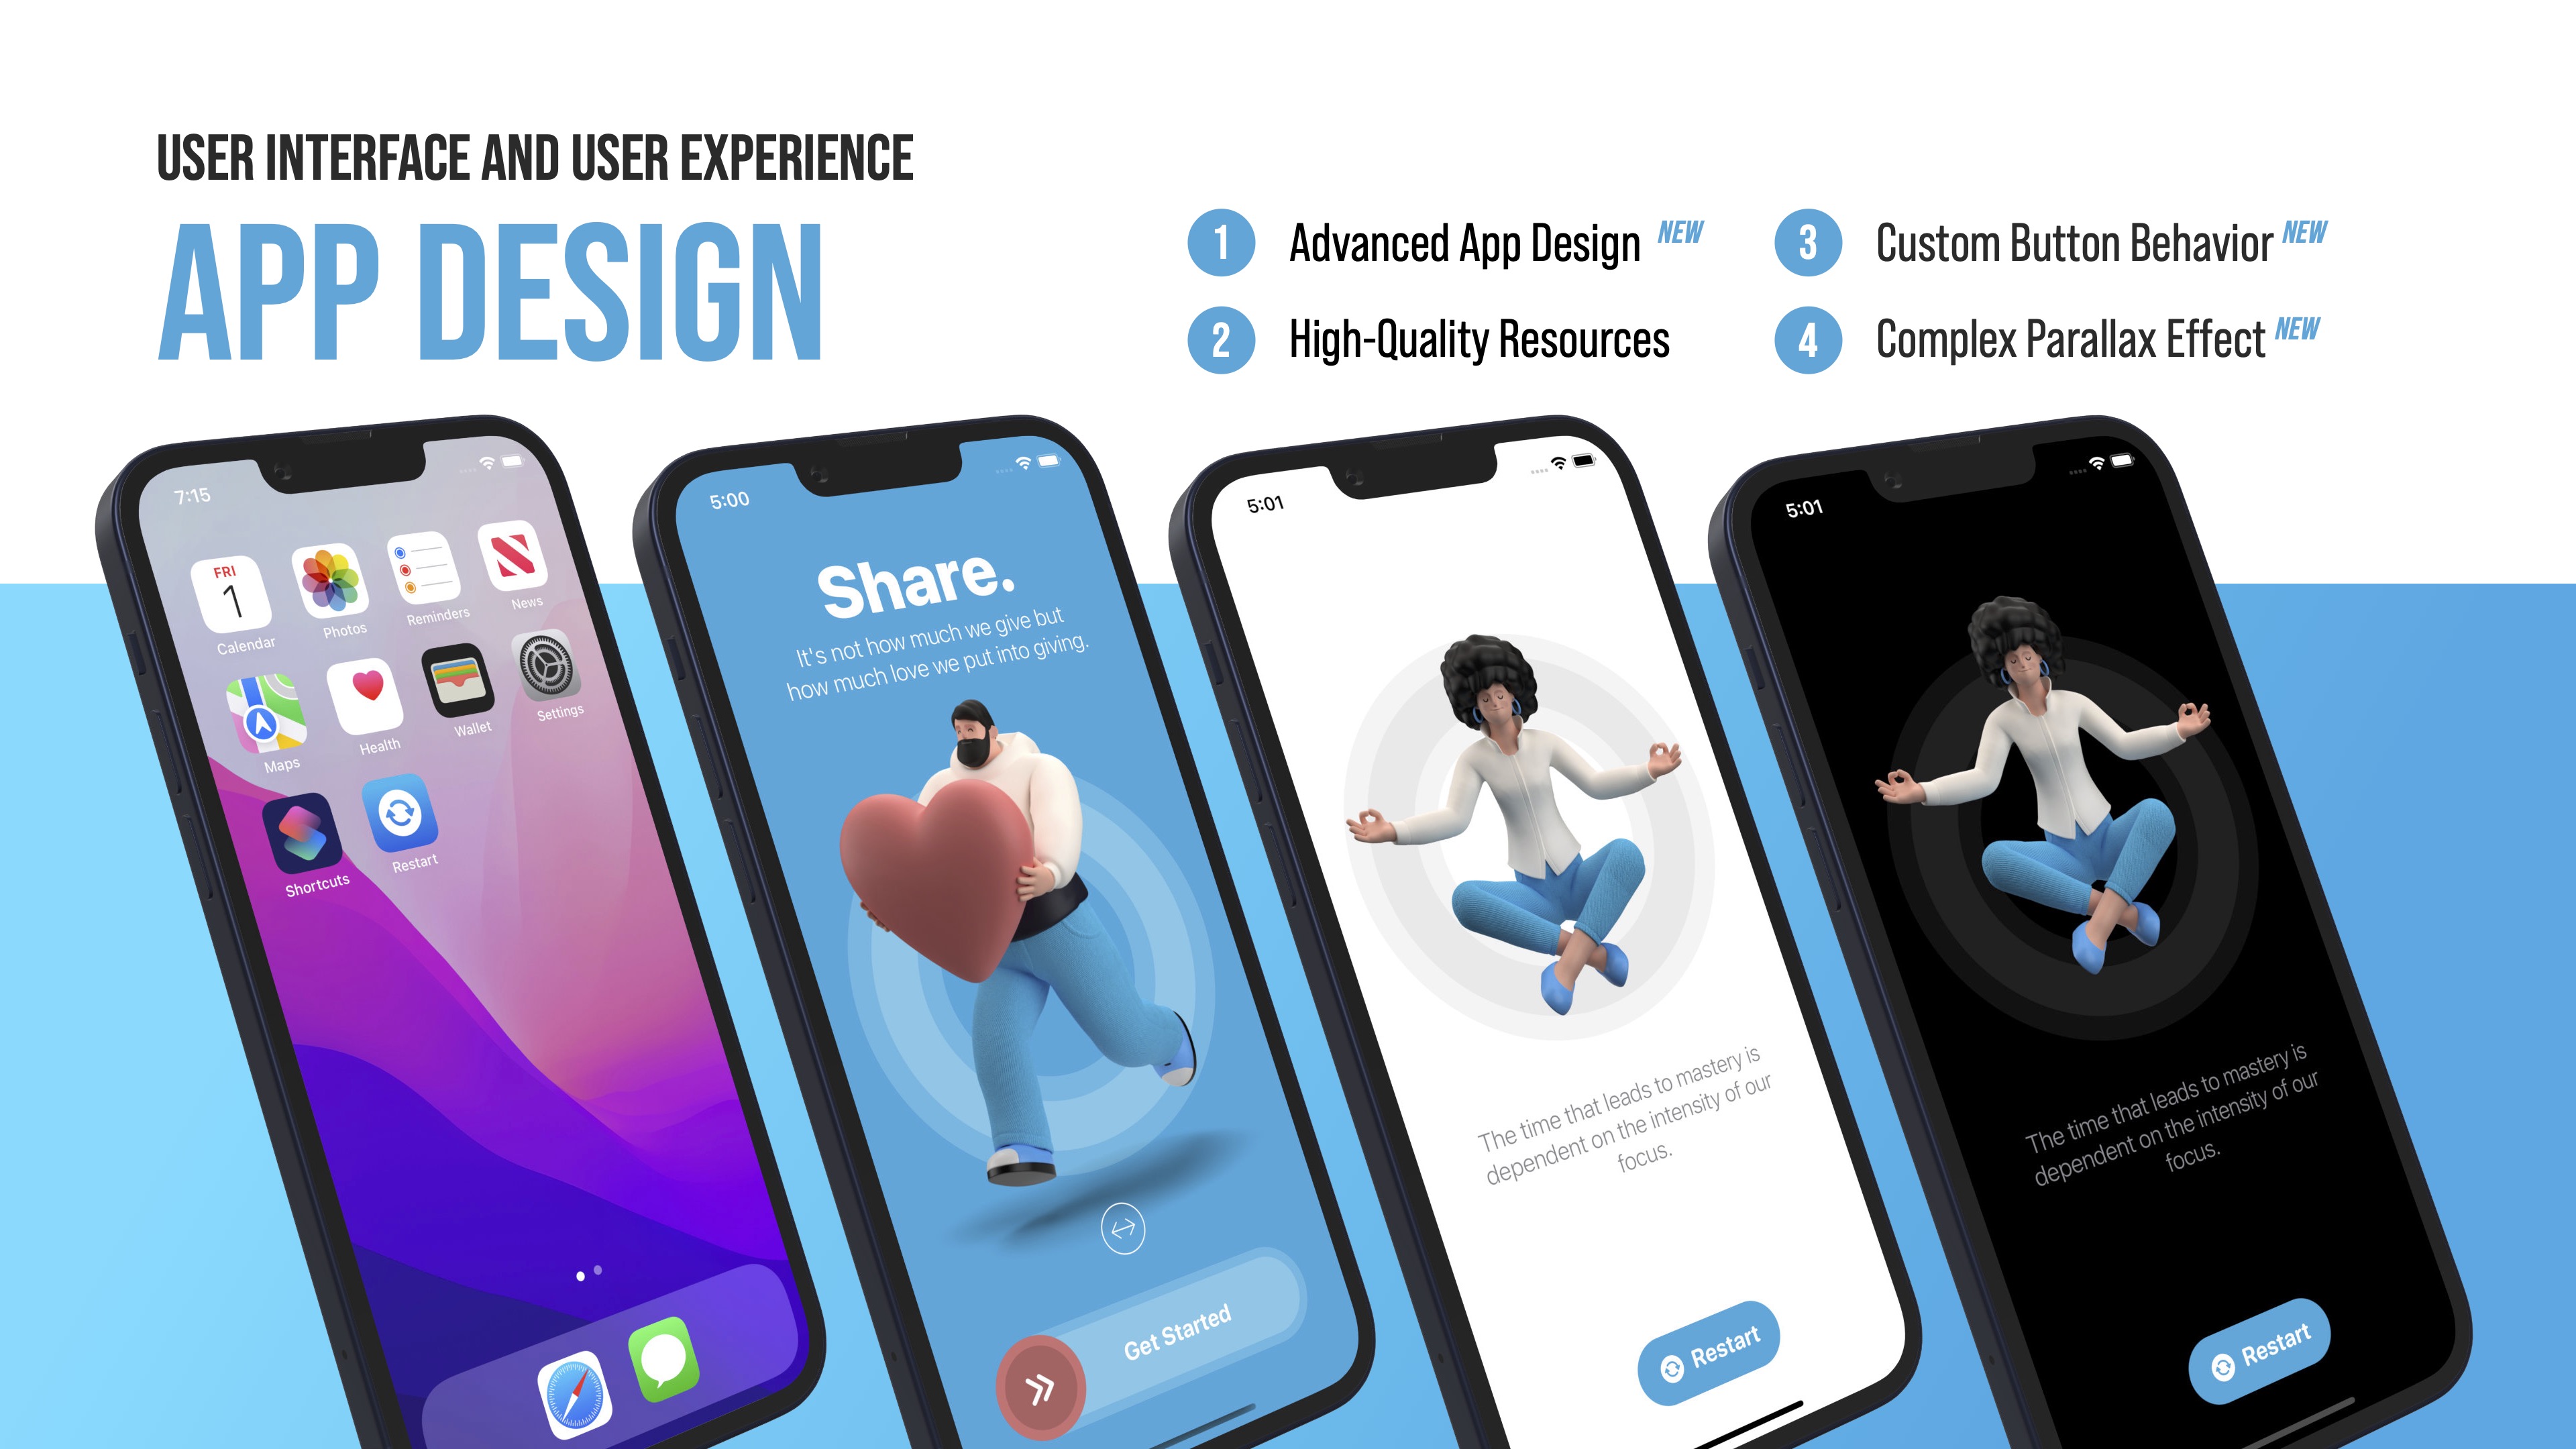 USER INTERFACE AND USER EXPERIENCE
APP DESIGN
1 Advanced App Design NEW
2 High-Quality Resources
3 Custom Button Behavior NEW
4 Complex Parallax Effect NEW
7:15
FRI
1
Calendar
Photos
Reminders
News
Maps
Health
Wallet
Settings
Shortcuts
Restart
5:00
Share.
It's not how much we give but
how much love we put into giving.
Get Started
5:01
The time that leads to mastery is
dependent on the intensity of our
focus.
Restart
5:01
The time that leads to mastery is
dependent on the intensity of our
focus.
Restart